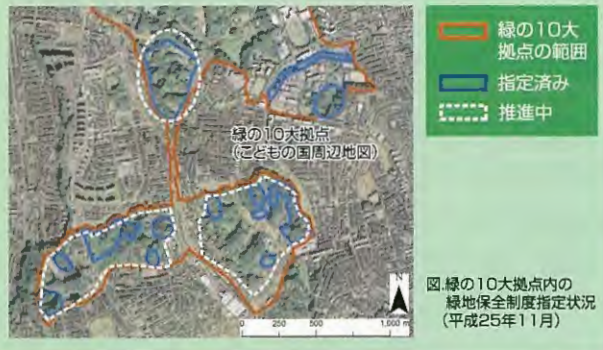 緑の10大拠点
(こどもの国周辺地図)
N
0 250 500 1,000 m
緑の10大
拠点の範囲
指定済み
推進中
図.緑の10大拠点内の
緑地保全制度指定状況
(平成25年11月)